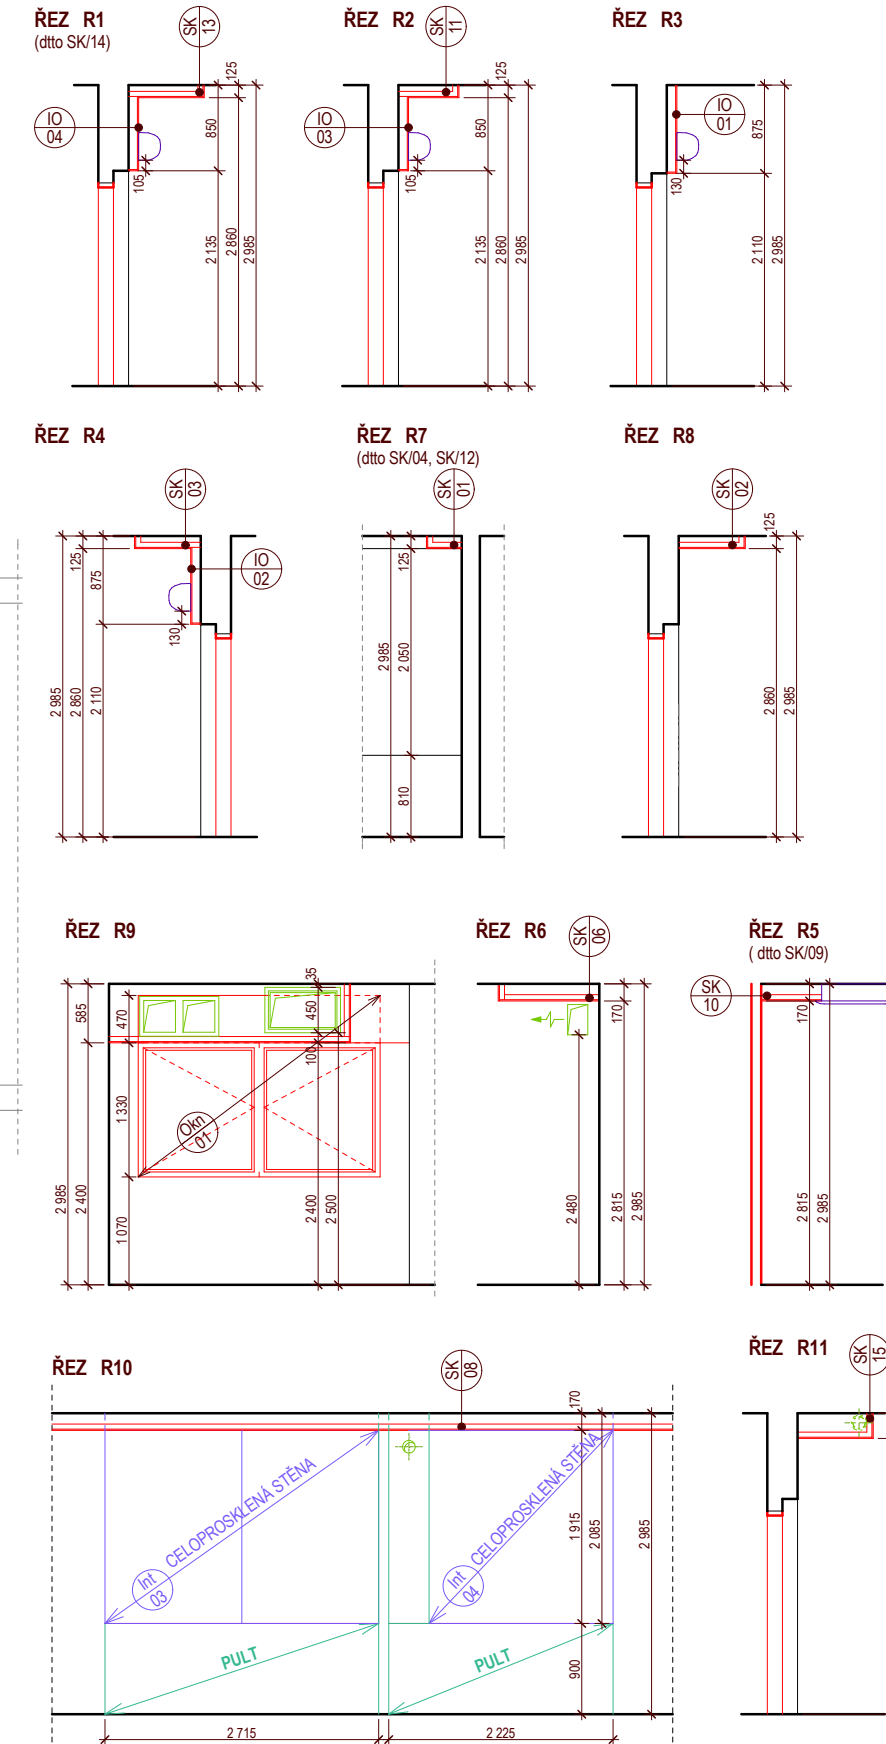 ŘEZ R1
(dtto SK/14)
SK
13
IO
04
125
850
105
2 135
2 860
2 985
ŘEZ R2
SK
11
IO
03
125
850
105
2 135
2 860
2 985
ŘEZ R3
IO
01
875
130
2 110
2 985
ŘEZ R4
SK
03
IO
02
125
875
130
2 985
2 860
2 110
ŘEZ R7
(dtto SK/04, SK/12)
SK
01
125
2 985
2 050
810
ŘEZ R8
SK
02
125
2 860
2 985
ŘEZ R9
585
470
35
450
100
1 330
Okn
01
2 985
2 400
1 070
2 400
2 500
ŘEZ R6
SK
06
170
2 480
2 815
2 985
ŘEZ R5
( dtto SK/09)
SK
10
170
2 815
2 985
ŘEZ R10
SK
08
170
CELOPROSKLENÁ STĚNA
Int
03
CELOPROSKLENÁ STĚNA
Int
04
1 915
2 085
2 985
PULT
PULT
900
2 715
2 225
ŘEZ R11
SK
15